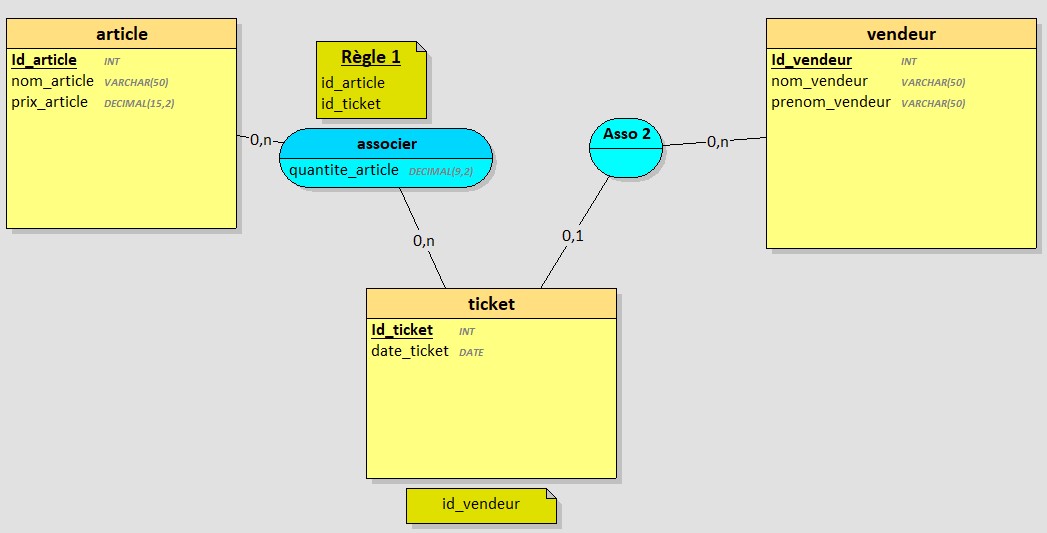 article
Id_article INT
nom_article VARCHAR(50)
prix_article DECIMAL(15,2)
Règle 1
id_article
id_ticket
vendeur
Id_vendeur INT
nom_vendeur VARCHAR(50)
prenom_vendeur VARCHAR(50)
0,n
associer
quantite_article DECIMAL(9,2)
Asso 2
0,n
0,n
0,1
ticket
Id_ticket INT
date_ticket DATE
id_vendeur